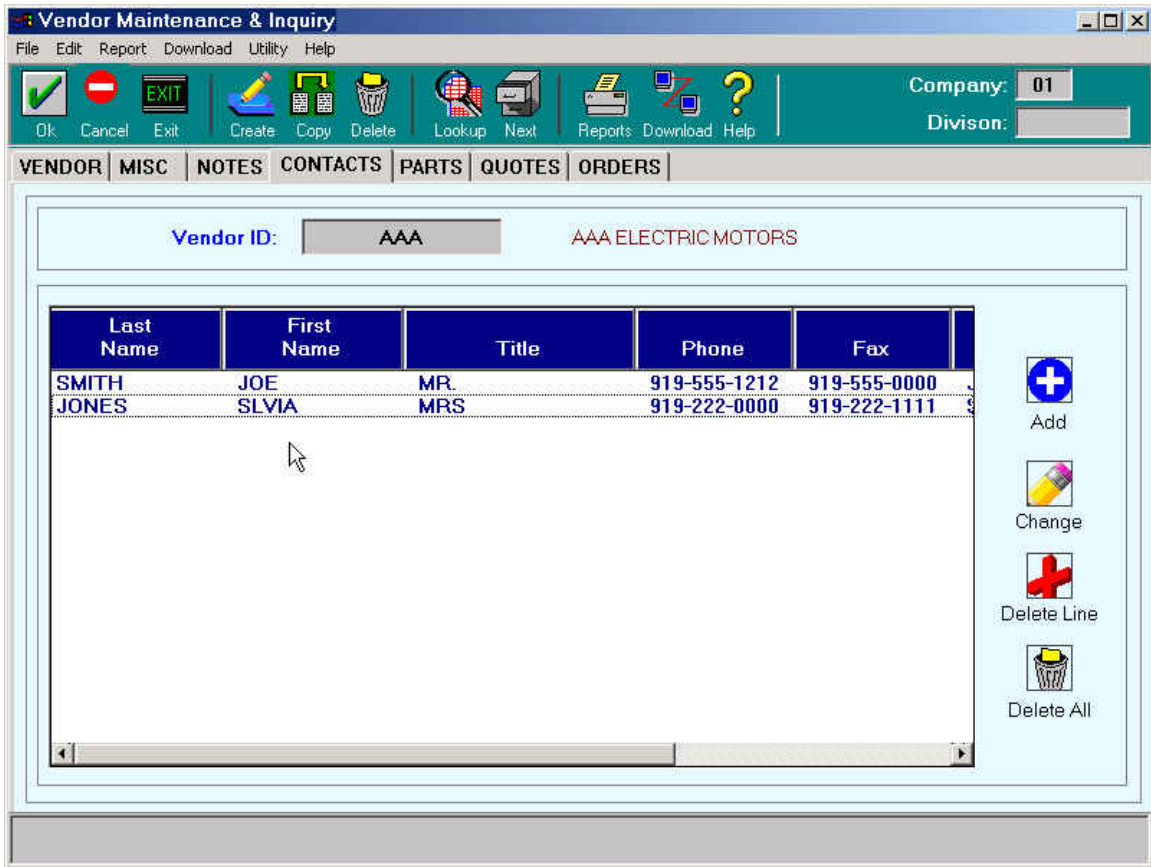 Vendor Maintenance & Inquiry
File Edit Report Download Utility Help
EXIT
Ok Cancel Exit Create Copy Delete Lookup Next Reports Download Help
Company: 01
Divison:
VENDOR MISC NOTES CONTACTS PARTS QUOTES ORDERS
Vendor ID: AAA AAA ELECTRIC MOTORS
Last Name First Name Title Phone Fax
SMITH JOE MR. 919-555-1212 919-555-0000
JONES SLVIA MRS 919-222-0000 919-222-1111
Add
Change
Delete Line
Delete All